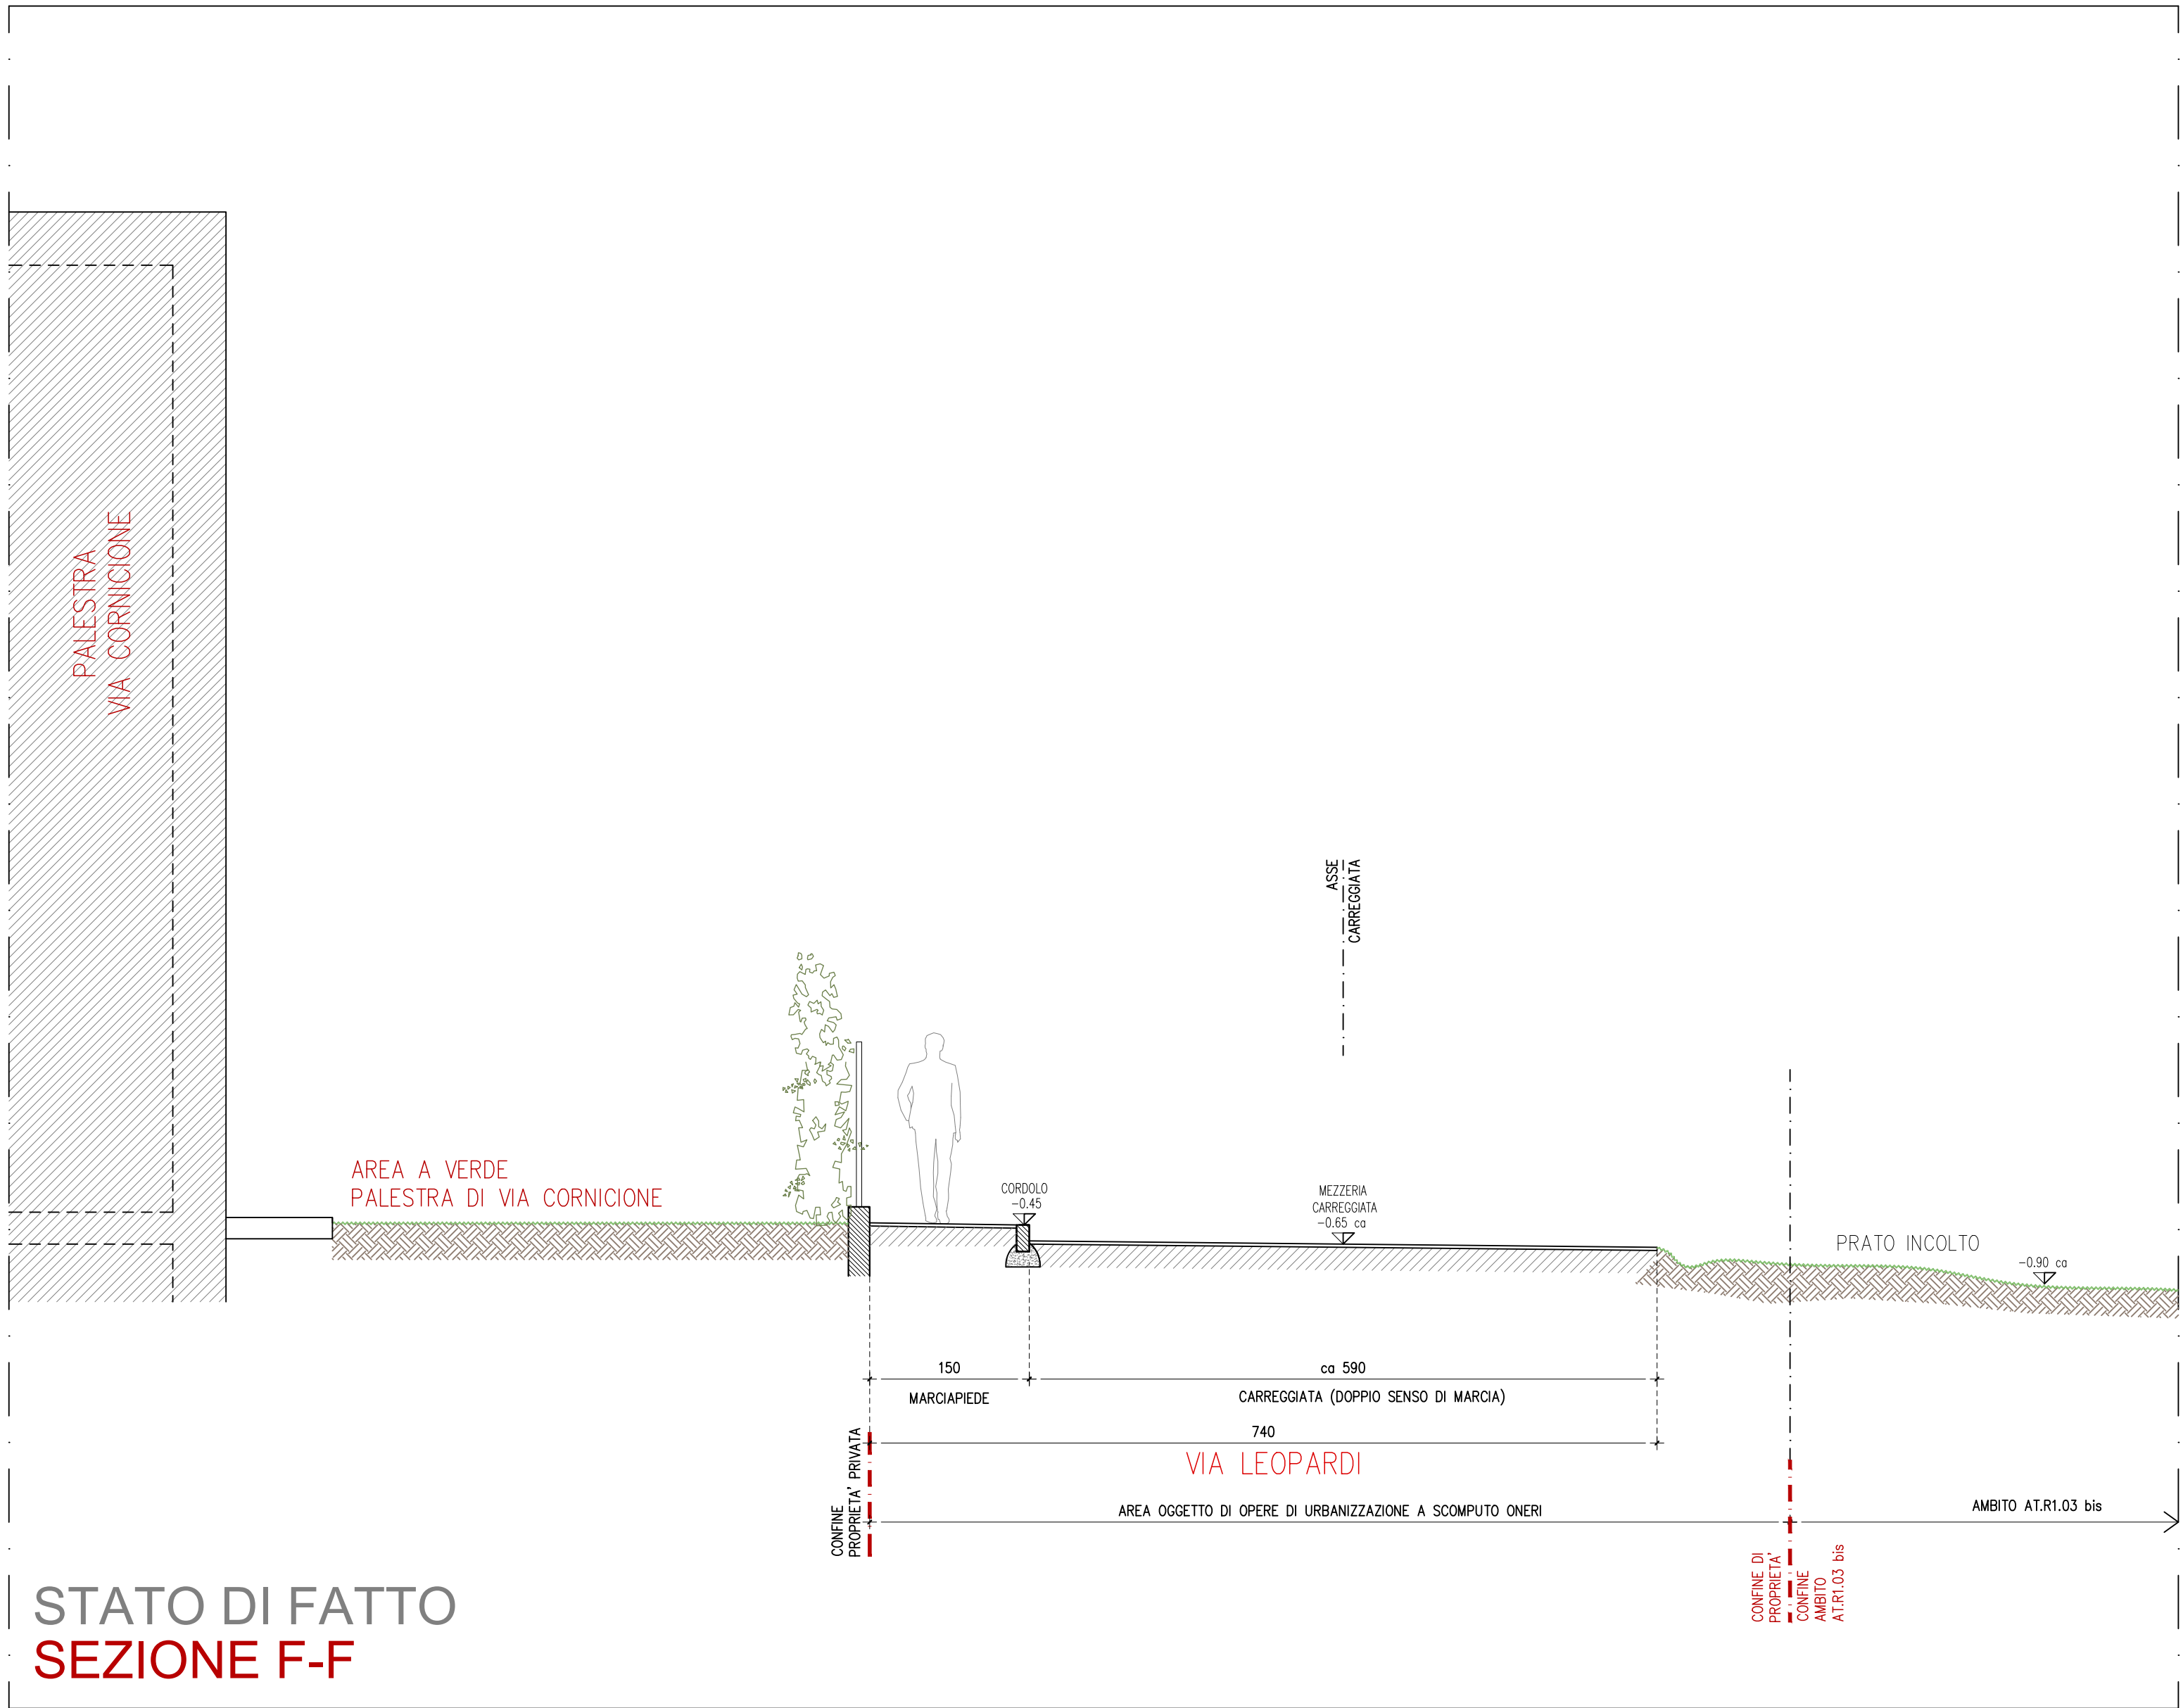 PALESTRA
VIA CORNICIONE
ASSE
CARREGGIATA
AREA A VERDE
PALESTRA DI VIA CORNICIONE
CORDOLO
-0.45
MEZZERIA
CARREGGIATA
-0.65 ca
PRATO INCOLTO
-0.90 ca
150
ca 590
MARCIAPIEDE
CARREGGIATA (DOPPIO SENSO DI MARCIA)
740
VIA LEOPARDI
CONFINE
PROPRIETA' PRIVATA
AREA OGGETTO DI OPERE DI URBANIZZAZIONE A SCOMPUTO ONERI
AMBITO AT.R1.03 bis
CONFINE DI
PROPRIETA'
CONFINE
AMBITO
AT.R1.03 bis
STATO DI FATTO
SEZIONE F-F